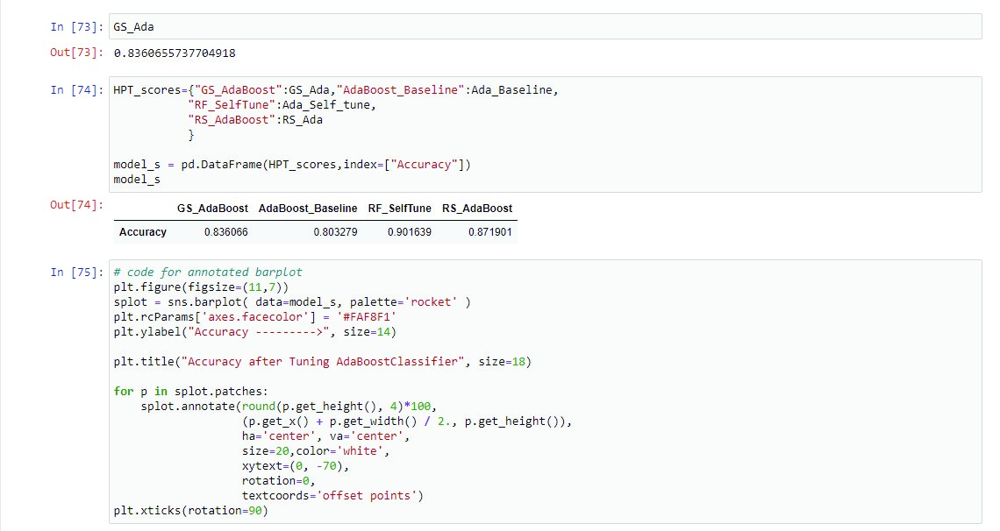 In [73]: GS_Ada
Out[73]: 0.8360655737704918
In [74]: HPT_scores={"GS_AdaBoost":GS_Ada,"AdaBoost_Baseline":Ada_Baseline,
"RF_SelfTune":Ada_Self_tune,
"RS_AdaBoost":RS_Ada
}
model_s = pd.DataFrame(HPT_scores,index=["Accuracy"])
model_s
Out[74]:
GS_AdaBoost AdaBoost_Baseline RF_SelfTune RS_AdaBoost
Accuracy 0.836066 0.803279 0.901639 0.871901
In [75]: # code for annotated barplot
plt.figure(figsize=(11,7))
splot = sns.barplot( data=model_s, palette='rocket' )
plt.rcParams['axes.facecolor'] = '#FAF8F1'
plt.ylabel("Accuracy --------->", size=14)
plt.title("Accuracy after Tuning AdaBoostClassifier", size=18)
for p in splot.patches:
splot.annotate(round(p.get_height(), 4)*100,
(p.get_x() + p.get_width() / 2., p.get_height()),
ha='center', va='center',
size=20,color='white',
xytext=(0, -70),
rotation=0,
textcoords='offset points')
plt.xticks(rotation=90)